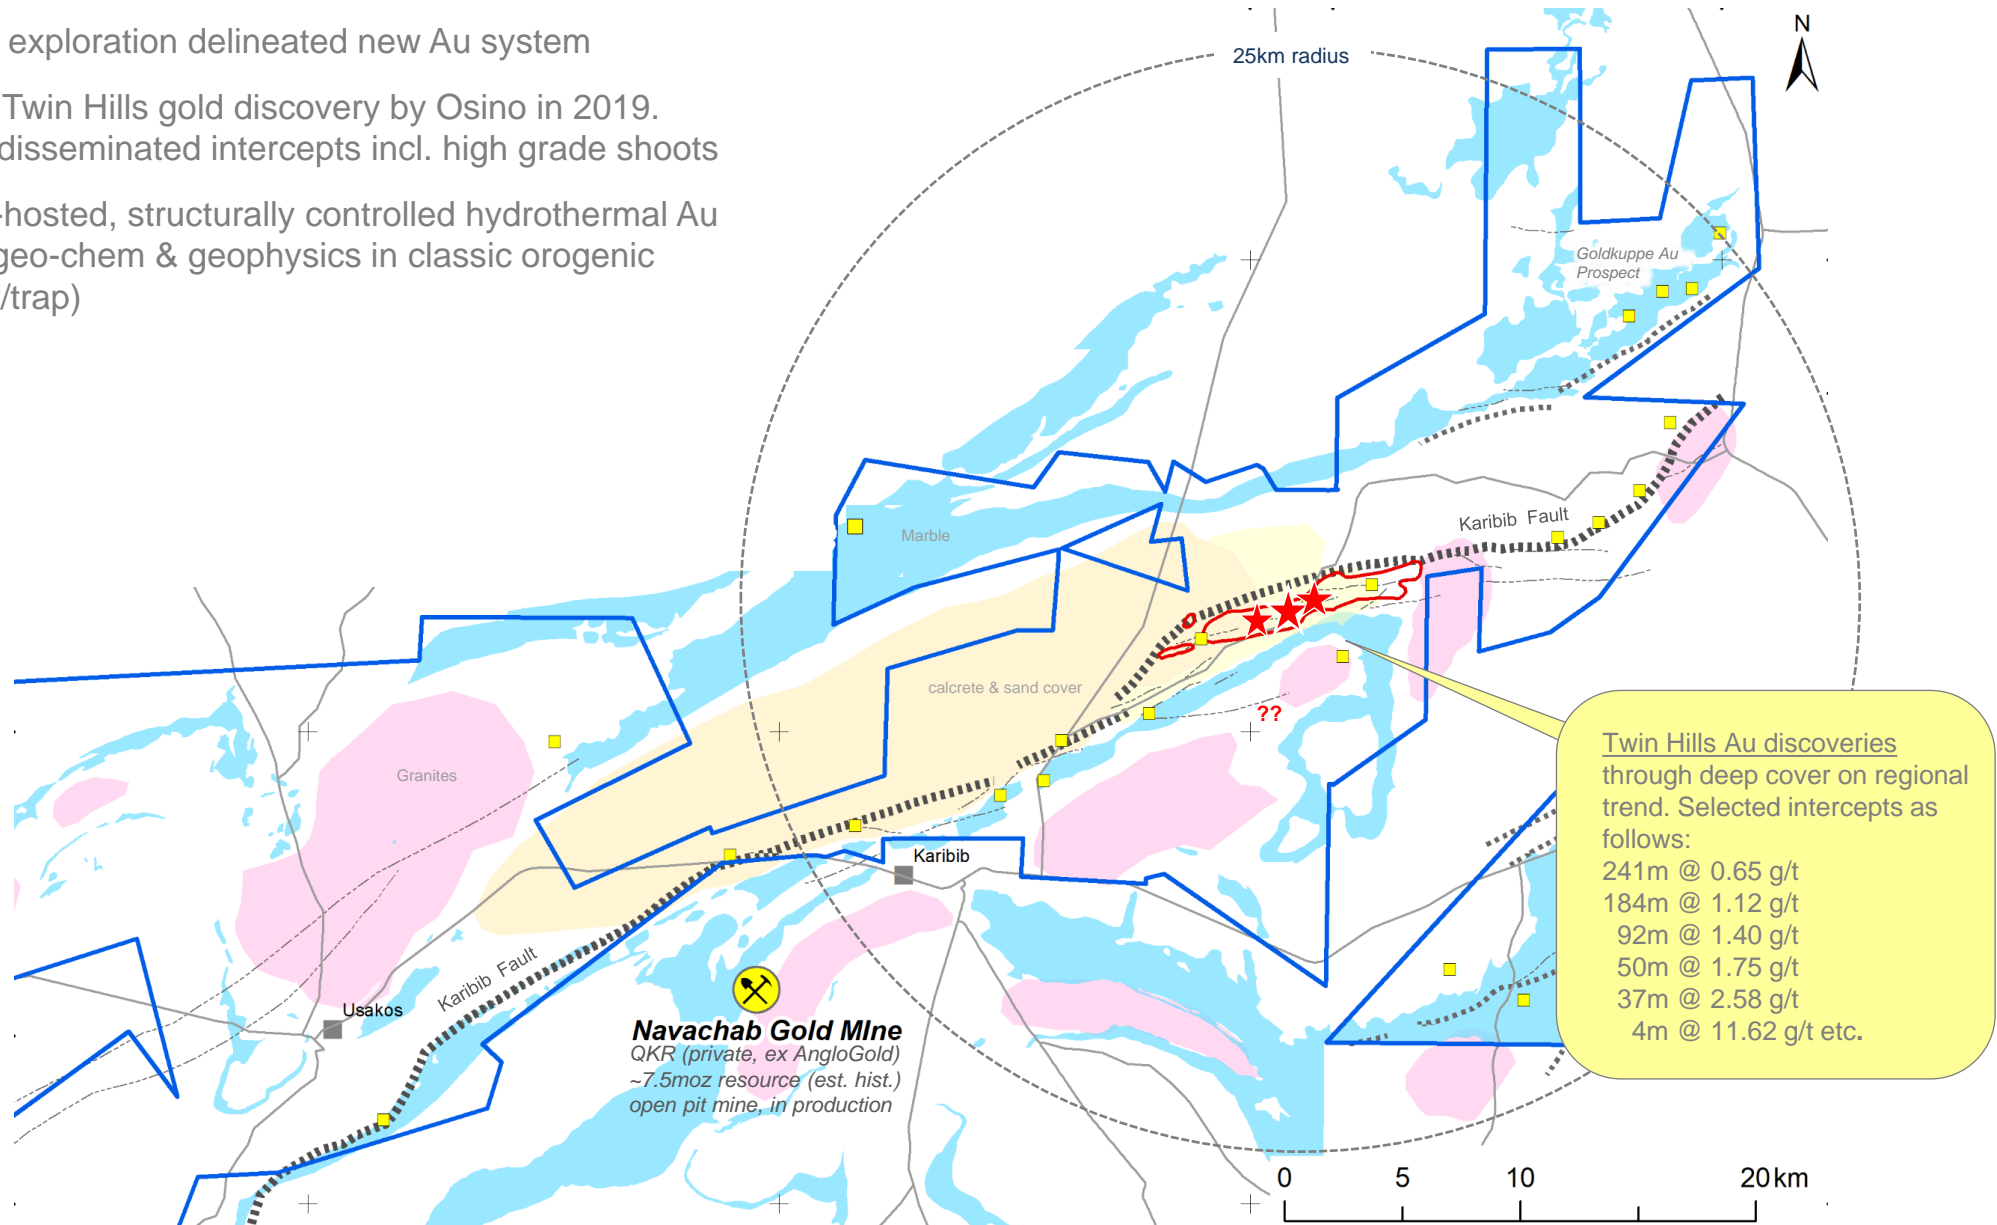 exploration delineated new Au system
Twin Hills gold discovery by Osino in 2019.
disseminated intercepts incl. high grade shoots
-hosted, structurally controlled hydrothermal Au
geo-chem & geophysics in classic orogenic
/trap)
25km radius
N
Goldkuppe Au
Prospect
Karibib Fault
Marble
calcrete & sand cover
??
Granites
Karibib
Karibib Fault
Usakos
Navachab Gold MIne
QKR (private, ex AngloGold)
~7.5moz resource (est. hist.)
open pit mine, in production
Twin Hills Au discoveries
through deep cover on regional
trend. Selected intercepts as
follows:
241m @ 0.65 g/t
184m @ 1.12 g/t
92m @ 1.40 g/t
50m @ 1.75 g/t
37m @ 2.58 g/t
4m @ 11.62 g/t etc.
0 5 10 20 km